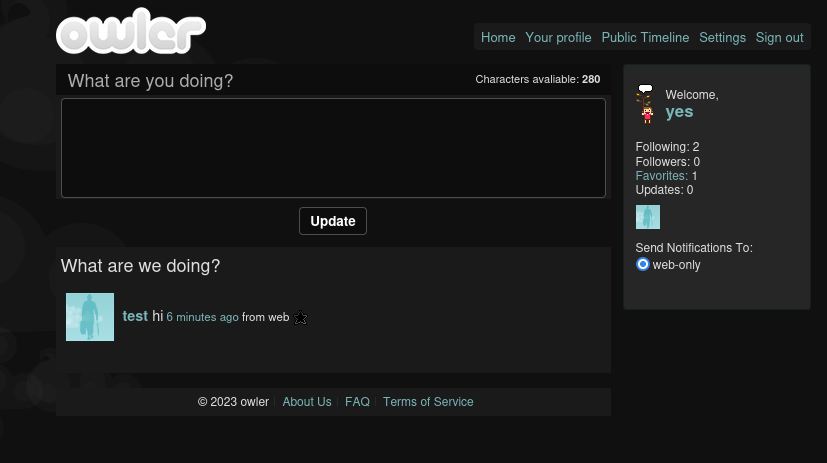 owler
Home Your profile Public Timeline Settings Sign out
What are you doing?
Characters avaliable: 280
Update
What are we doing?
test hi 6 minutes ago from web
© 2023 owler | About Us | FAQ | Terms of Service
Welcome,
yes
Following: 2
Followers: 0
Favorites: 1
Updates: 0
Send Notifications To:
web-only